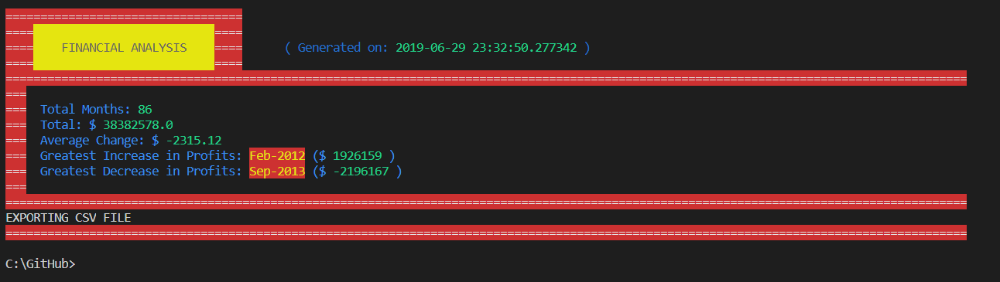 ==================================
==== ====
==== FINANCIAL ANALYSIS ==== ( Generated on: 2019-06-29 23:32:50.277342 )
==== ====
==========================================================================================================================================
===
=== Total Months: 86
=== Total: $ 38382578.0
=== Average Change: $ -2315.12
=== Greatest Increase in Profits: Feb-2012 ($ 1926159 )
=== Greatest Decrease in Profits: Sep-2013 ($ -2196167 )
===
==========================================================================================================================================
EXPORTING CSV FILE
==========================================================================================================================================
C:\GitHub>